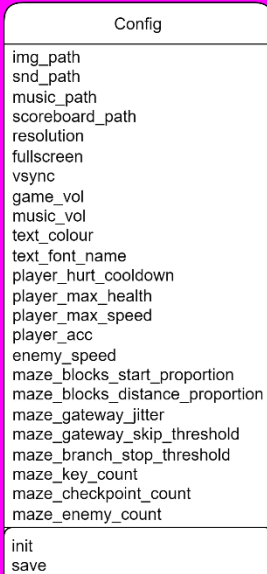 Config
img_path
snd_path
music_path
scoreboard_path
resolution
fullscreen
vsync
game_vol
music_vol
text_colour
text_font_name
player_hurt_cooldown
player_max_health
player_max_speed
player_acc
enemy_speed
maze_blocks_start_proportion
maze_blocks_distance_proportion
maze_gateway_jitter
maze_gateway_skip_threshold
maze_branch_stop_threshold
maze_key_count
maze_checkpoint_count
maze_enemy_count
init
save